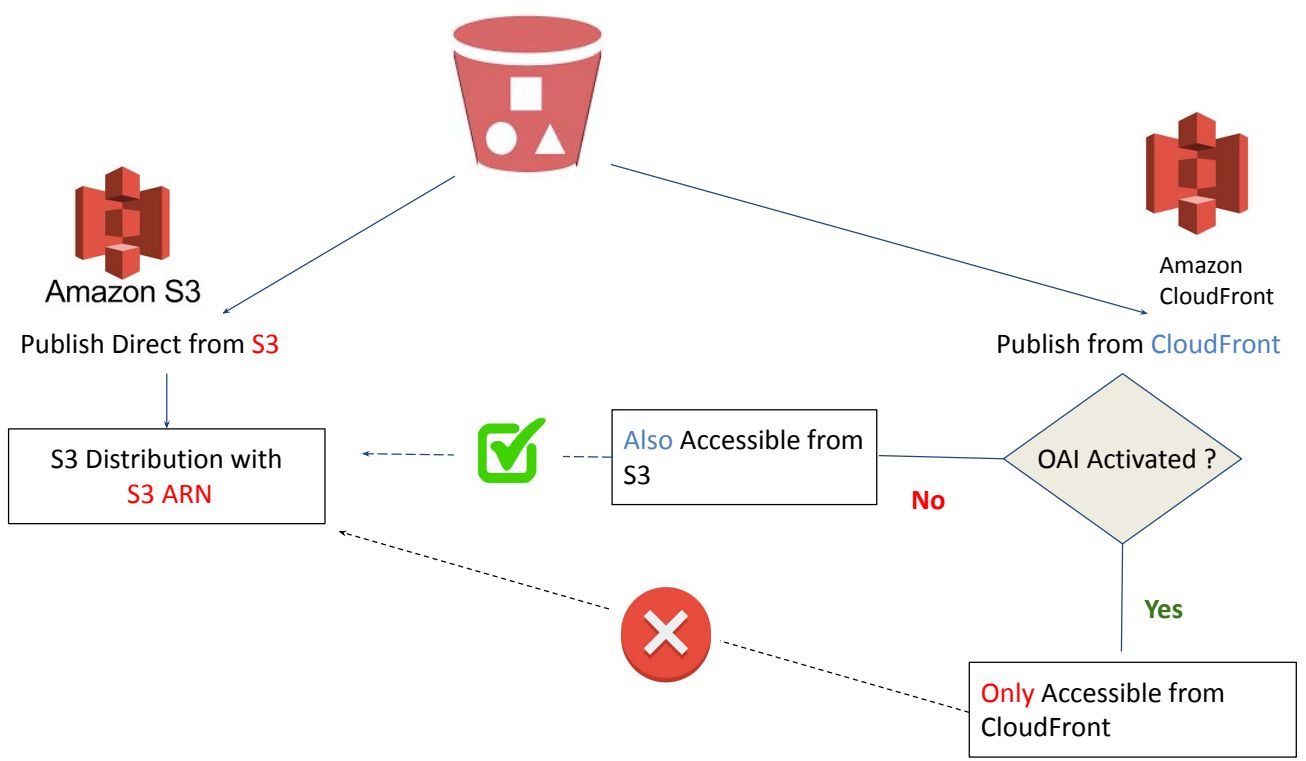 Amazon S3
Amazon
CloudFront
Publish Direct from S3
Publish from CloudFront
S3 Distribution with
S3 ARN
Also Accessible from
S3
OAI Activated ?
No
Yes
Only Accessible from
CloudFront